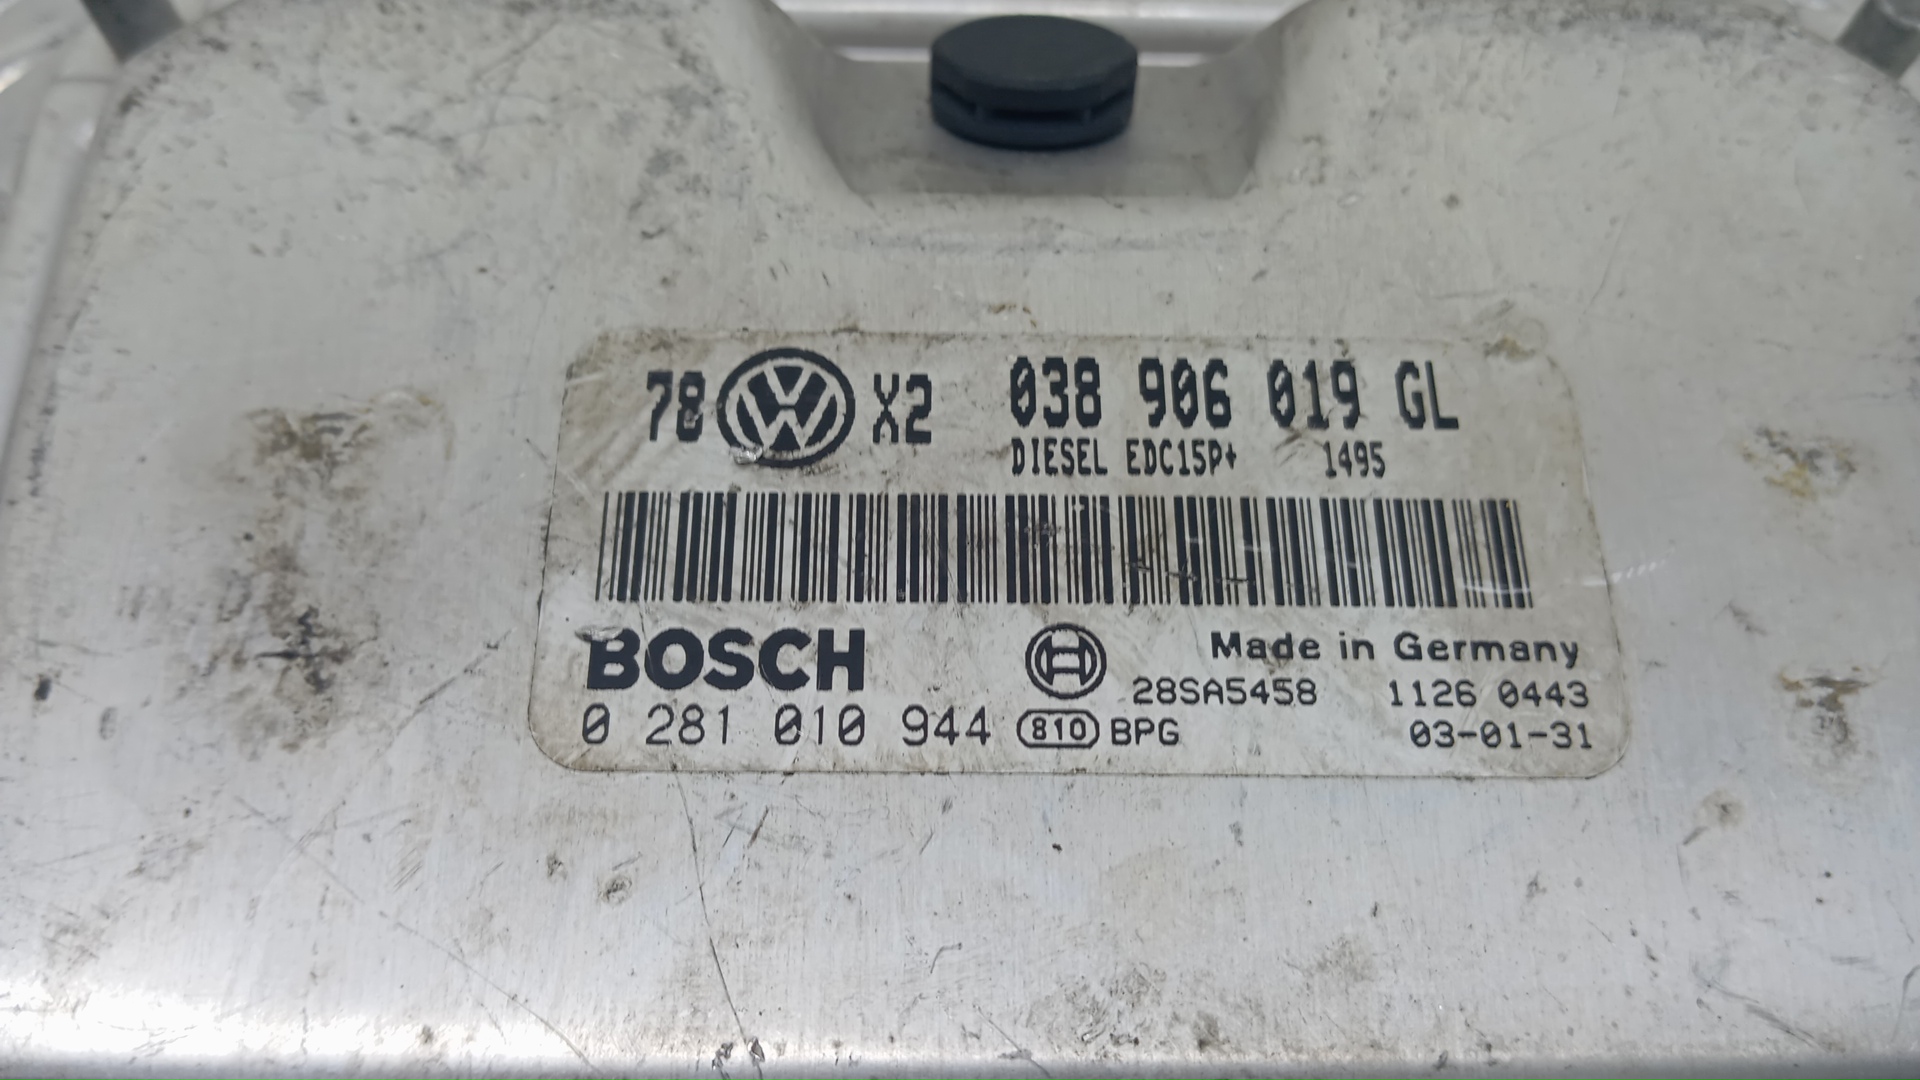 78 X2 038 906 019 GL
DIESEL EDC15P+ 1495
BOSCH
Made in Germany
28SA5458 1126 0443
0 281 010 944 810 BPG 03-01-31